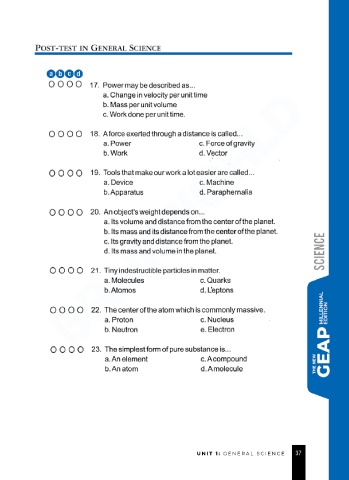 POST-TEST IN GENERAL SCIENCE
a b c d
17. Power may be described as...
a. Change in velocity per unit time
b. Mass per unit volume
c. Work done per unit time.
18. A force exerted through a distance is called...
a. Power c. Force of gravity
b. Work d. Vector
19. Tools that make our work a lot easier are called...
a. Device c. Machine
b. Apparatus d. Paraphernalia
20. An object's weight depends on...
a. Its volume and distance from the center of the planet.
b. Its mass and its distance from the center of the planet.
c. Its gravity and distance from the planet.
d. Its mass and volume in the planet.
21. Tiny indestructible particles in matter.
a. Molecules c. Quarks
b. Atomos d. L'eptons
22. The center of the atom which is commonly massive.
a. Proton c. Nucleus
b. Neutron e. Electron
23. The simplest form of pure substance is...
a. An element c. A compound
b. An atom d. A molecule
SCIENCE
THE NEW GEAP MILLENNIAL EDITION
UNIT 1: GENERAL SCIENCE 37